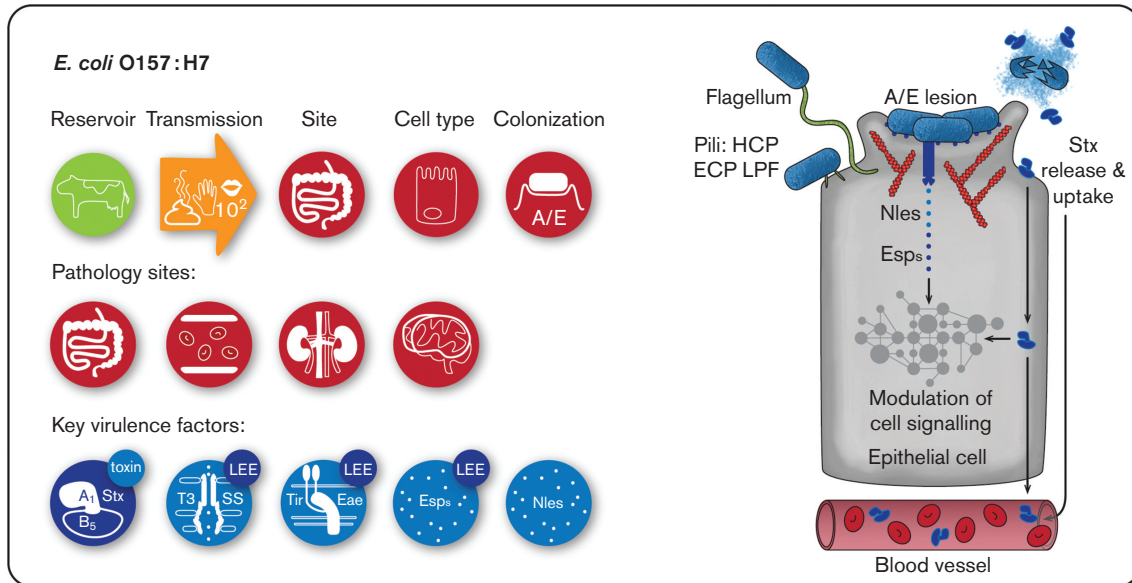 E. coli O157:H7
Reservoir Transmission Site Cell type Colonization
10²
A/E
Pathology sites:
Key virulence factors:
toxin
A₁ Stx
B₅
LEE
T3 SS
LEE
Tir Eae
LEE
Espₛ
Nles
Flagellum
A/E lesion
Pili: HCP
ECP LPF
Stx
release &
uptake
Nles
Espₛ
Modulation of
cell signalling
Epithelial cell
Blood vessel